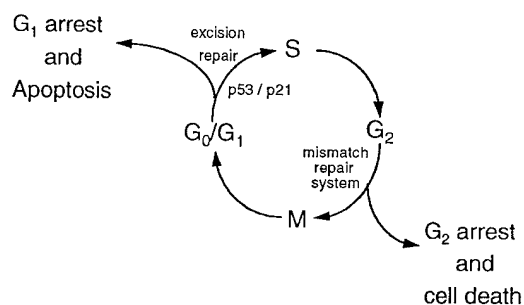 G₁ arrest
and
Apoptosis
excision
repair
p53 / p21
S
G₀/G₁
G₂
mismatch
repair
system
M
G₂ arrest
and
cell death